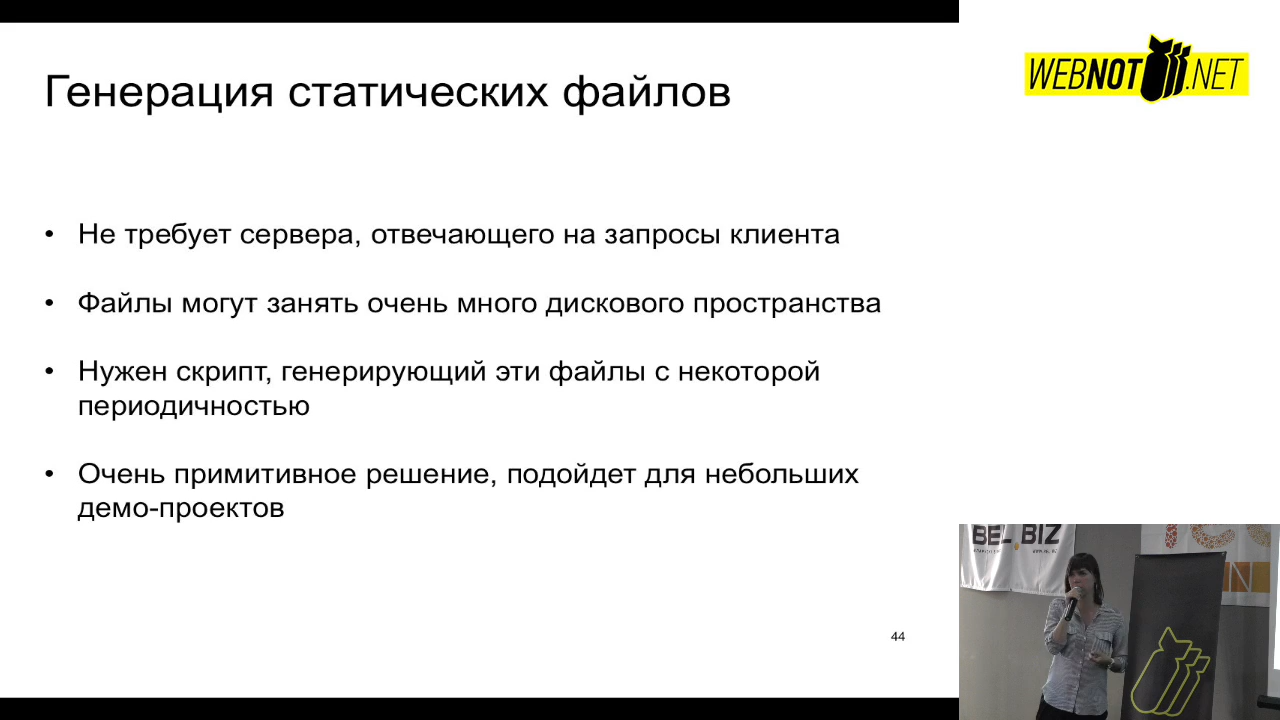 Генерация статических файлов
WEBNOT.NET
• Не требует сервера, отвечающего на запросы клиента
• Файлы могут занять очень много дискового пространства
• Нужен скрипт, генерирующий эти файлы с некоторой
периодичностью
• Очень примитивное решение, подойдет для небольших
демо-проектов
44
BEL.BIZ